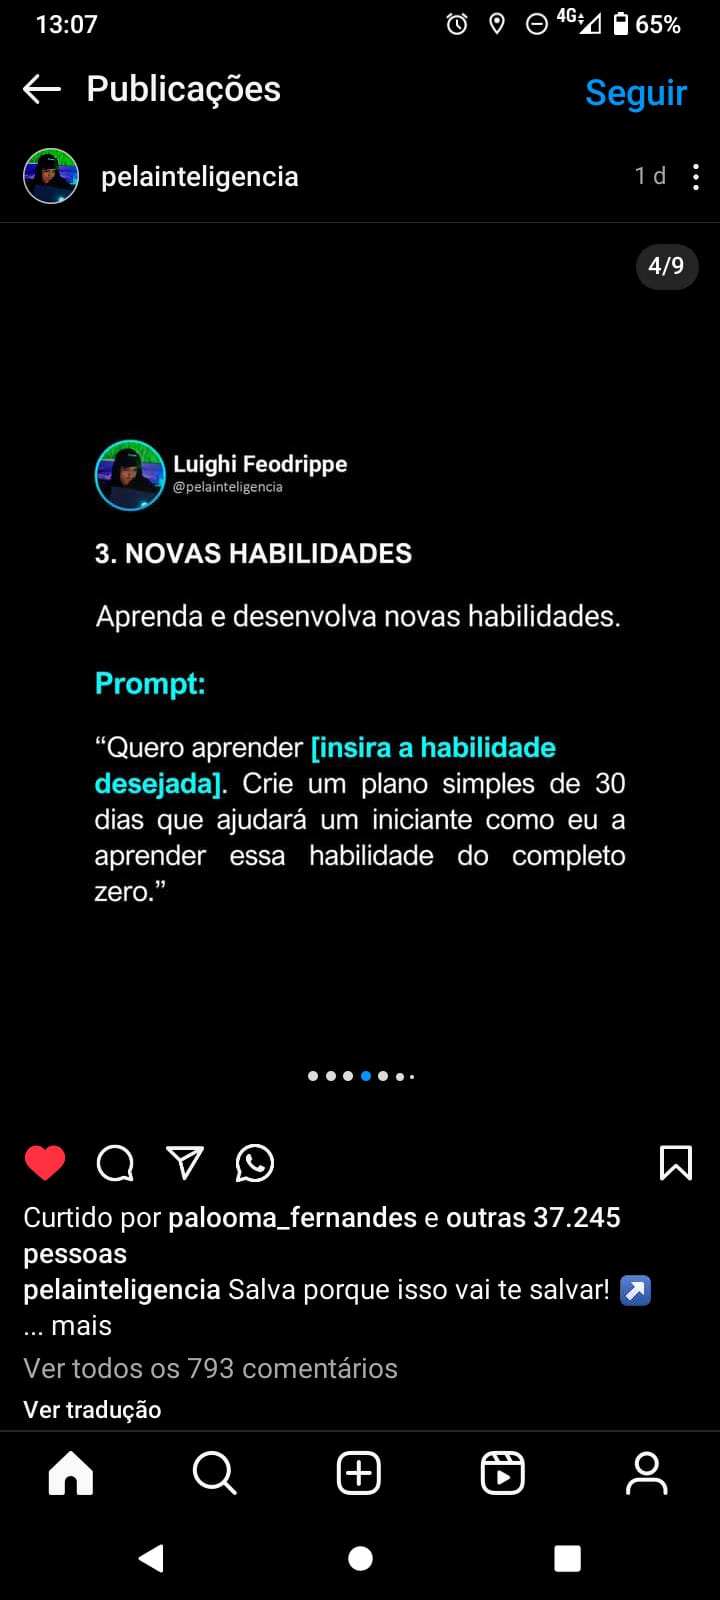 13:07
4G
65%
Publicações
Seguir
pelainteligencia
1 d
4/9
Luighi Feodrippe
@pelainteligencia
3. NOVAS HABILIDADES
Aprenda e desenvolva novas habilidades.
Prompt:
“Quero aprender [insira a habilidade
desejada]. Crie um plano simples de 30
dias que ajudará um iniciante como eu a
aprender essa habilidade do completo
zero.”
Curtido por palooma_fernandes e outras 37.245
pessoas
pelainteligencia Salva porque isso vai te salvar! ↗️
... mais
Ver todos os 793 comentários
Ver tradução